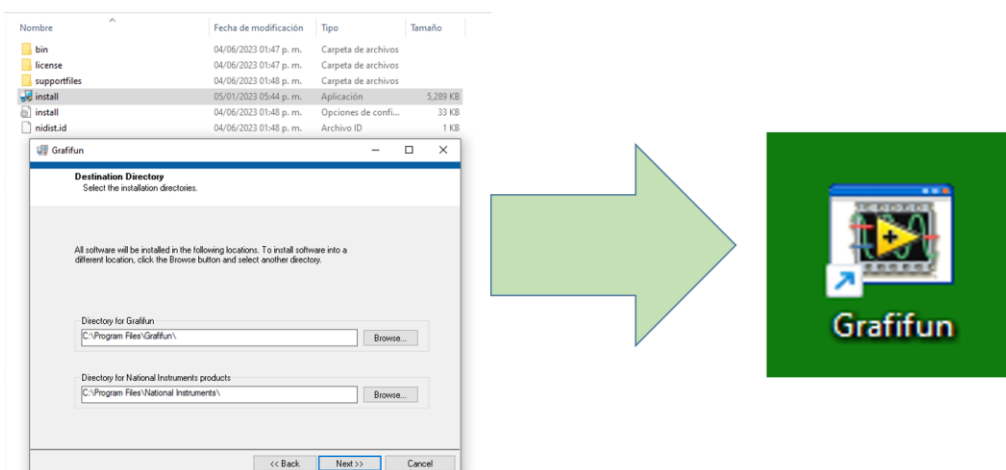 Nombre Fecha de modificación Tipo Tamaño
bin 04/06/2023 01:47 p. m. Carpeta de archivos
license 04/06/2023 01:47 p. m. Carpeta de archivos
supportfiles 04/06/2023 01:48 p. m. Carpeta de archivos
install 05/01/2023 05:44 p. m. Aplicación 5,289 KB
install 04/06/2023 01:48 p. m. Opciones de confi... 33 KB
nidist.id 04/06/2023 01:48 p. m. Archivo ID 1 KB
Grafifun
Destination Directory
Select the installation directories.
All software will be installed in the following locations. To install software into a
different location, click the Browse button and select another directory.
Directory for Grafifun
C:\Program Files\Grafifun\ Browse...
Directory for National Instruments products
C:\Program Files\National Instruments\ Browse...
<< Back Next >> Cancel
Grafifun